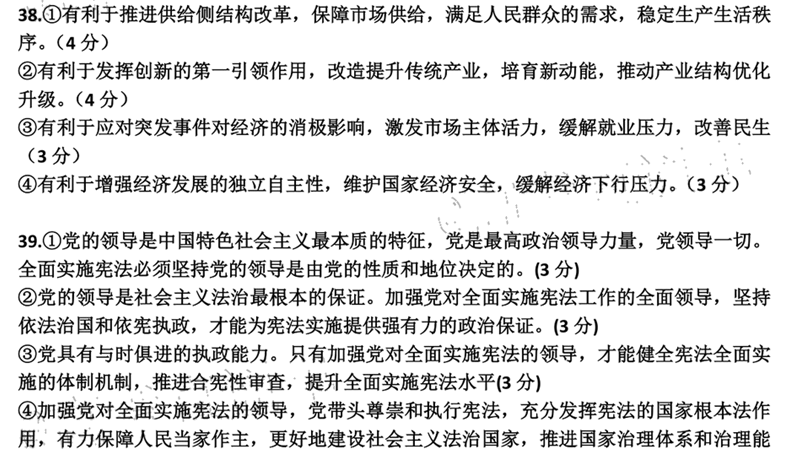 38.①有利于推进供给侧结构改革，保障市场供给，满足人民群众的需求，稳定生产生活秩
序。（4 分）
②有利于发挥创新的第一引领作用，改造提升传统产业，培育新动能，推动产业结构优化
升级。（4 分）
③有利于应对突发事件对经济的消极影响，激发市场主体活力，缓解就业压力，改善民生
（3 分）
④有利于增强经济发展的独立自主性，维护国家经济安全，缓解经济下行压力。（3 分）
39.①党的领导是中国特色社会主义最本质的特征，党是最高政治领导力量，党领导一切。
全面实施宪法必须坚持党的领导是由党的性质和地位决定的。(3 分)
②党的领导是社会主义法治最根本的保证。加强党对全面实施宪法工作的全面领导，坚持
依法治国和依宪执政，才能为宪法实施提供强有力的政治保证。(3 分)
③党具有与时俱进的执政能力。只有加强党对全面实施宪法的领导，才能健全宪法全面实
施的体制机制，推进合宪性审查，提升全面实施宪法水平(3 分)
④加强党对全面实施宪法的领导，党带头尊崇和执行宪法，充分发挥宪法的国家根本法作
用，有力保障人民当家作主，更好地建设社会主义法治国家，推进国家治理体系和治理能